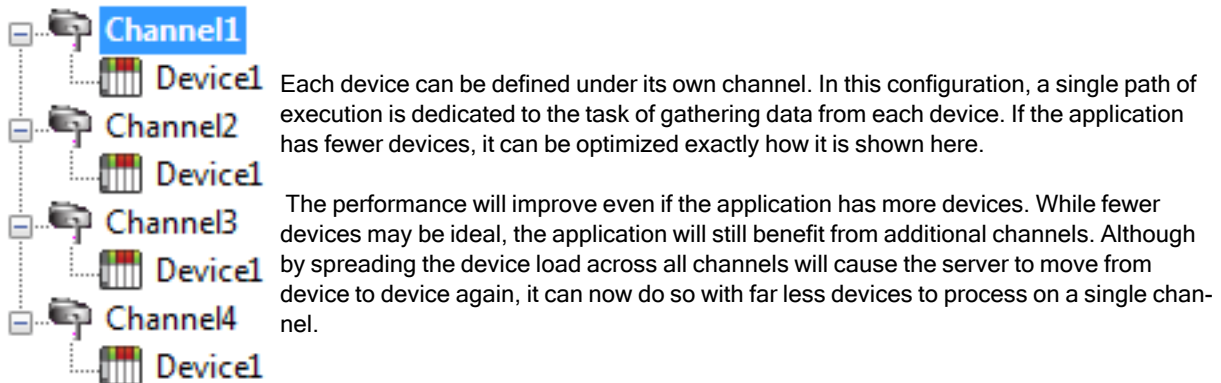 Channel1
Device1
Channel2
Device1
Channel3
Device1
Channel4
Device1
Each device can be defined under its own channel. In this configuration, a single path of
execution is dedicated to the task of gathering data from each device. If the application
has fewer devices, it can be optimized exactly how it is shown here.
The performance will improve even if the application has more devices. While fewer
devices may be ideal, the application will still benefit from additional channels. Although
by spreading the device load across all channels will cause the server to move from
device to device again, it can now do so with far less devices to process on a single chan-
nel.